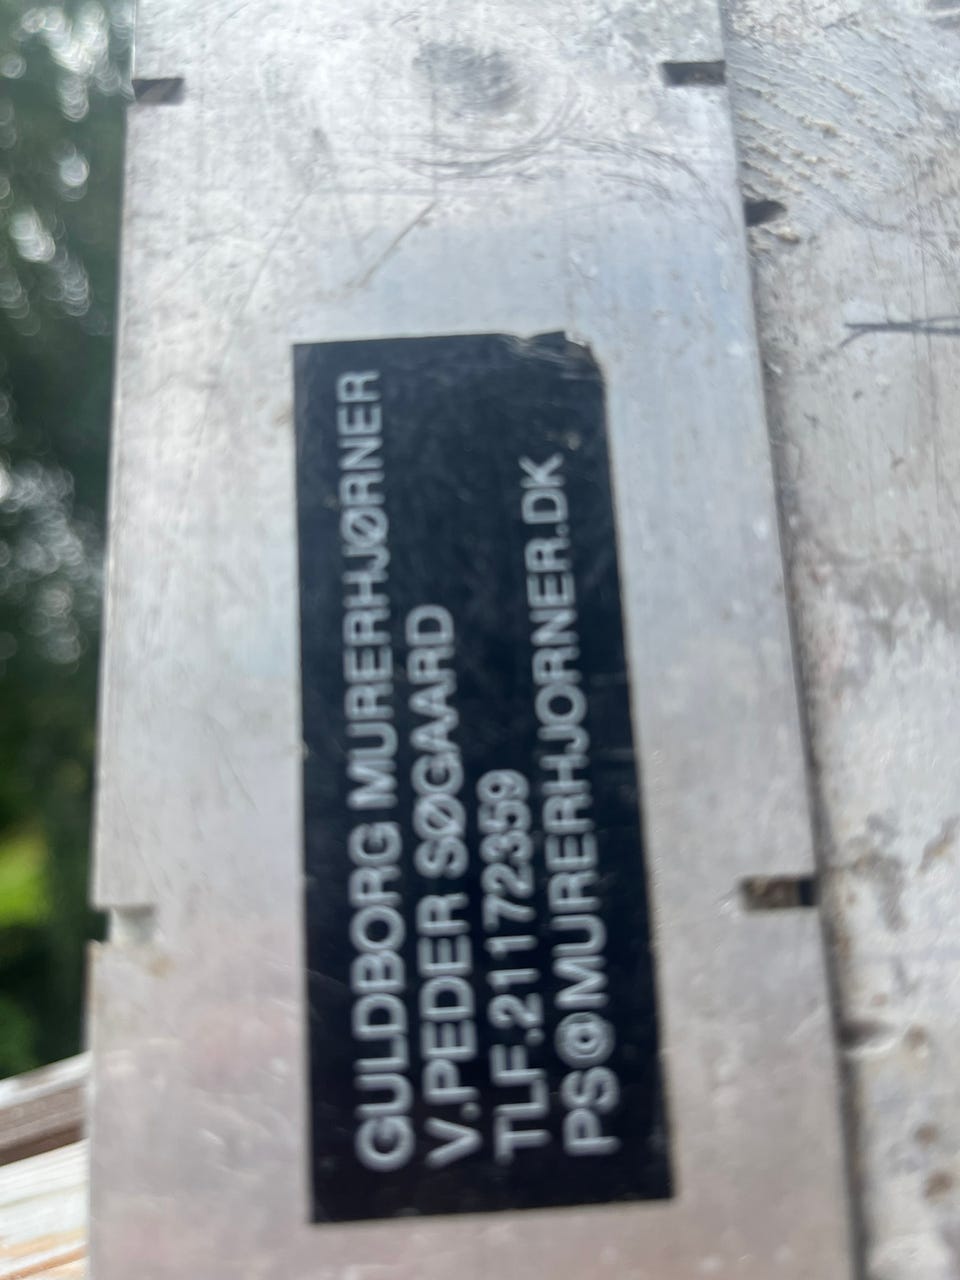 GULDBORG MURERHJØRNER
V.PEDER SØGAARD
TLF.21172359
PS@MURERHJORNER.DK